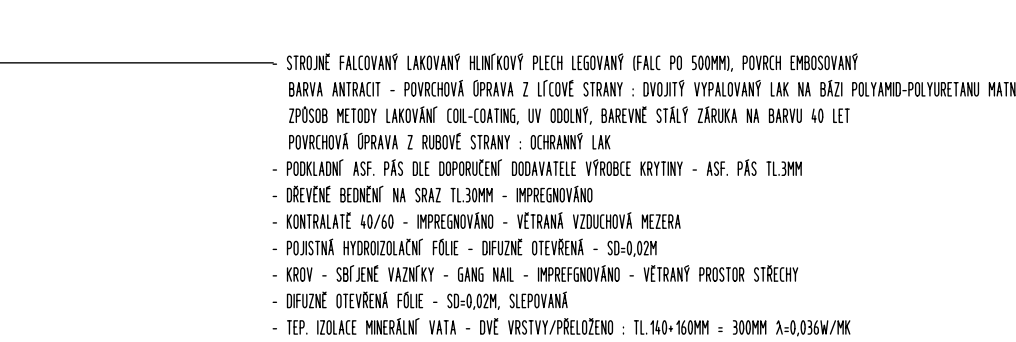 - STROJNĚ FALCOVANÝ LAKOVANÝ HLINÍKOVÝ PLECH LEGOVANÝ (FALC PO 500MM), POVRCH EMBOSOVANÝ
BARVA ANTRACIT - POVRCHOVÁ ÚPRAVA Z LÍCOVÉ STRANY : DVOJITÝ VYPALOVANÝ LAK NA BÁZI POLYAMID-POLYURETANU MATN
ZPŮSOB METODY LAKOVÁNÍ COIL-COATING, UV ODOLNÝ, BAREVNĚ STÁLÝ ZÁRUKA NA BARVU 40 LET
POVRCHOVÁ ÚPRAVA Z RUBOVÉ STRANY : OCHRANNÝ LAK
- PODKLADNÍ ASF. PÁS DLE DOPORUČENÍ DODAVATELE VÝROBCE KRYTINY - ASF. PÁS TL.3MM
- DŘEVĚNÉ BEDNĚNÍ NA SRAZ TL.30MM - IMPREGNOVÁNO
- KONTRALATĚ 40/60 - IMPREGNOVÁNO - VĚTRANÁ VZDUCHOVÁ MEZERA
- POJISTNÁ HYDROIZOLAČNÍ FÓLIE - DIFUZNĚ OTEVŘENÁ - SD=0,02M
- KROV - SBÍJENÉ VAZNÍKY - GANG NAIL - IMPREFGNOVÁNO - VĚTRANÝ PROSTOR STŘECHY
- DIFUZNĚ OTEVŘENÁ FÓLIE - SD=0,02M, SLEPOVANÁ
- TEP. IZOLACE MINERÁLNÍ VATA - DVĚ VRSTVY/PŘELOŽENO : TL.140+160MM = 300MM λ=0,036W/MK